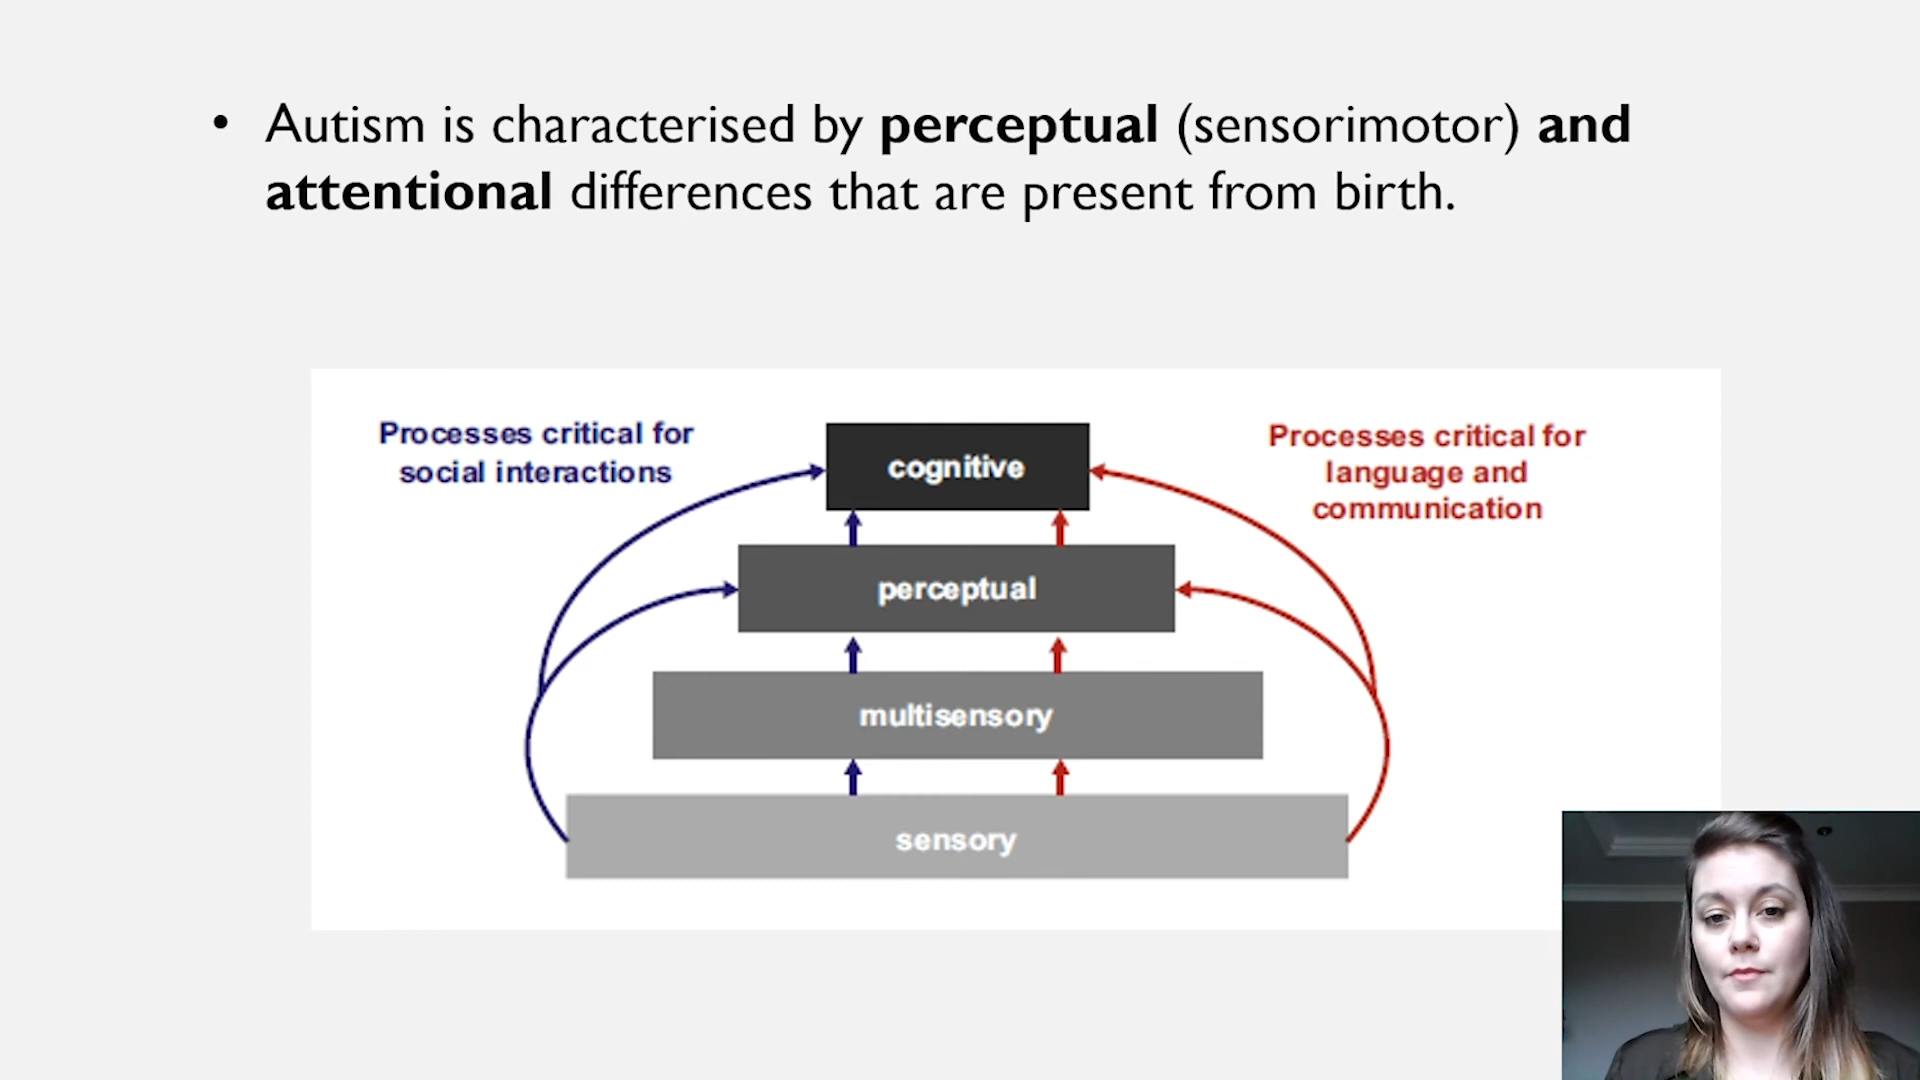 • Autism is characterised by perceptual (sensorimotor) and
attentional differences that are present from birth.
Processes critical for
social interactions
cognitive
Processes critical for
language and
communication
perceptual
multisensory
sensory